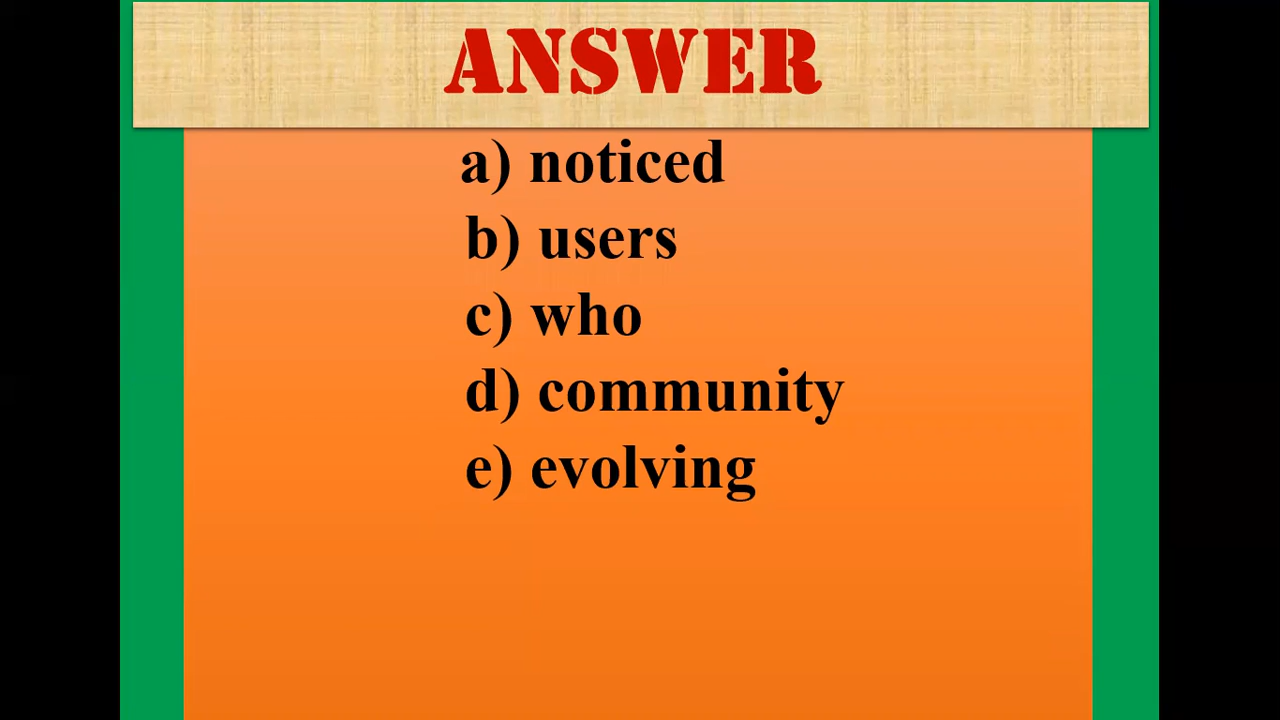 ANSWER
a) noticed
b) users
c) who
d) community
e) evolving